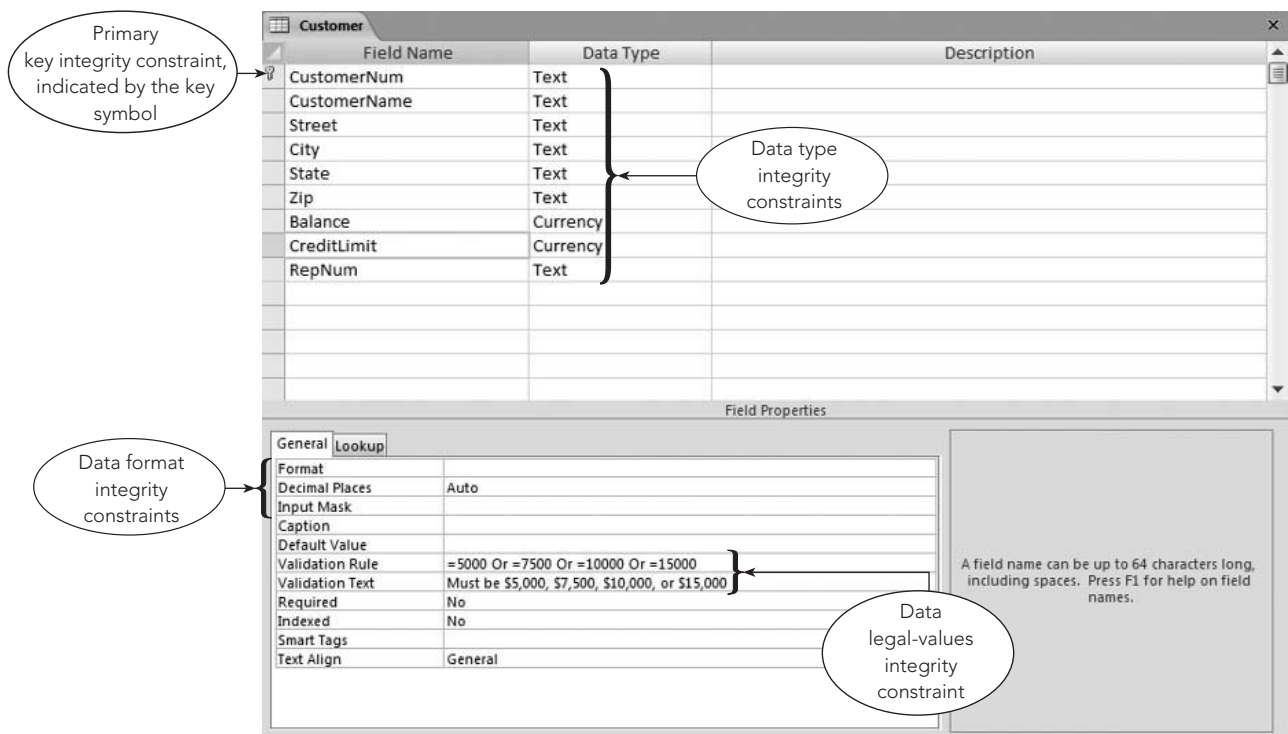 Customer
x
Primary
key integrity constraint,
indicated by the key
symbol
Field Name Data Type Description
CustomerNum Text
CustomerName Text
Street Text
City Text
State Text
Zip Text
Balance Currency
CreditLimit Currency
RepNum Text
Data type
integrity
constraints
Field Properties
General Lookup
Data format
integrity
constraints
Format
Decimal Places Auto
Input Mask
Caption
Default Value
Validation Rule =5000 Or =7500 Or =10000 Or =15000
Validation Text Must be $5,000, $7,500, $10,000, or $15,000
Required No
Indexed No
Smart Tags
Text Align General
Data
legal-values
integrity
constraint
A field name can be up to 64 characters long,
including spaces. Press F1 for help on field
names.